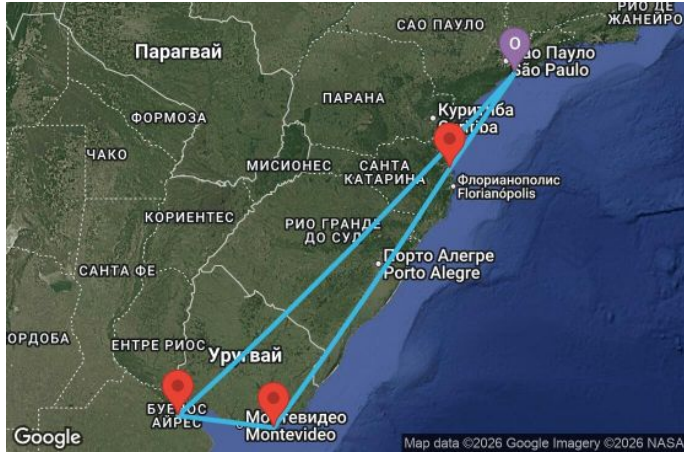 РИО ДЕ
ЖАНЕЙРО
САО ПАУЛО
Парагвай
О
Сао Пауло
São Paulo
ПАРАНА
ФОРМОЗА
Куритиба
Curitiba
ЧАКО
МИСИОНЕС
САНТА
КАТАРИНА
Флорианополис
Florianópolis
КОРИЕНТЕС
РИО ГРАНДЕ
ДО СУЛ
Порто Алегре
Porto Alegre
САНТА ФЕ
ОРДОБА
ЕНТРЕ РИОС
Уругвай
БУЕНОС
АЙРЕС
Монтевидео
Montevideo
Google
Map data ©2026 Google Imagery ©2026 NASA